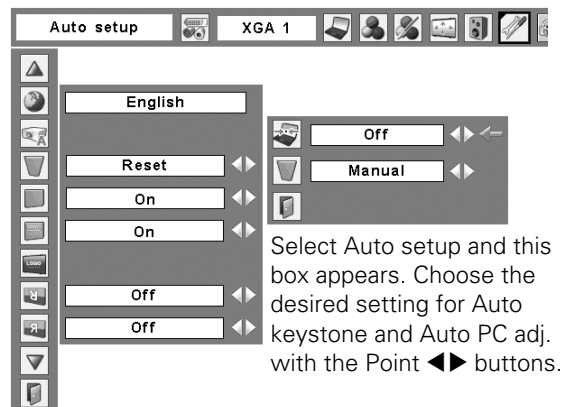 Auto setup
XGA 1
English
Reset
On
On
LOGO
Off
Off
Off
Manual
Select Auto setup and this
box appears. Choose the
desired setting for Auto
keystone and Auto PC adj.
with the Point ◀▶ buttons.